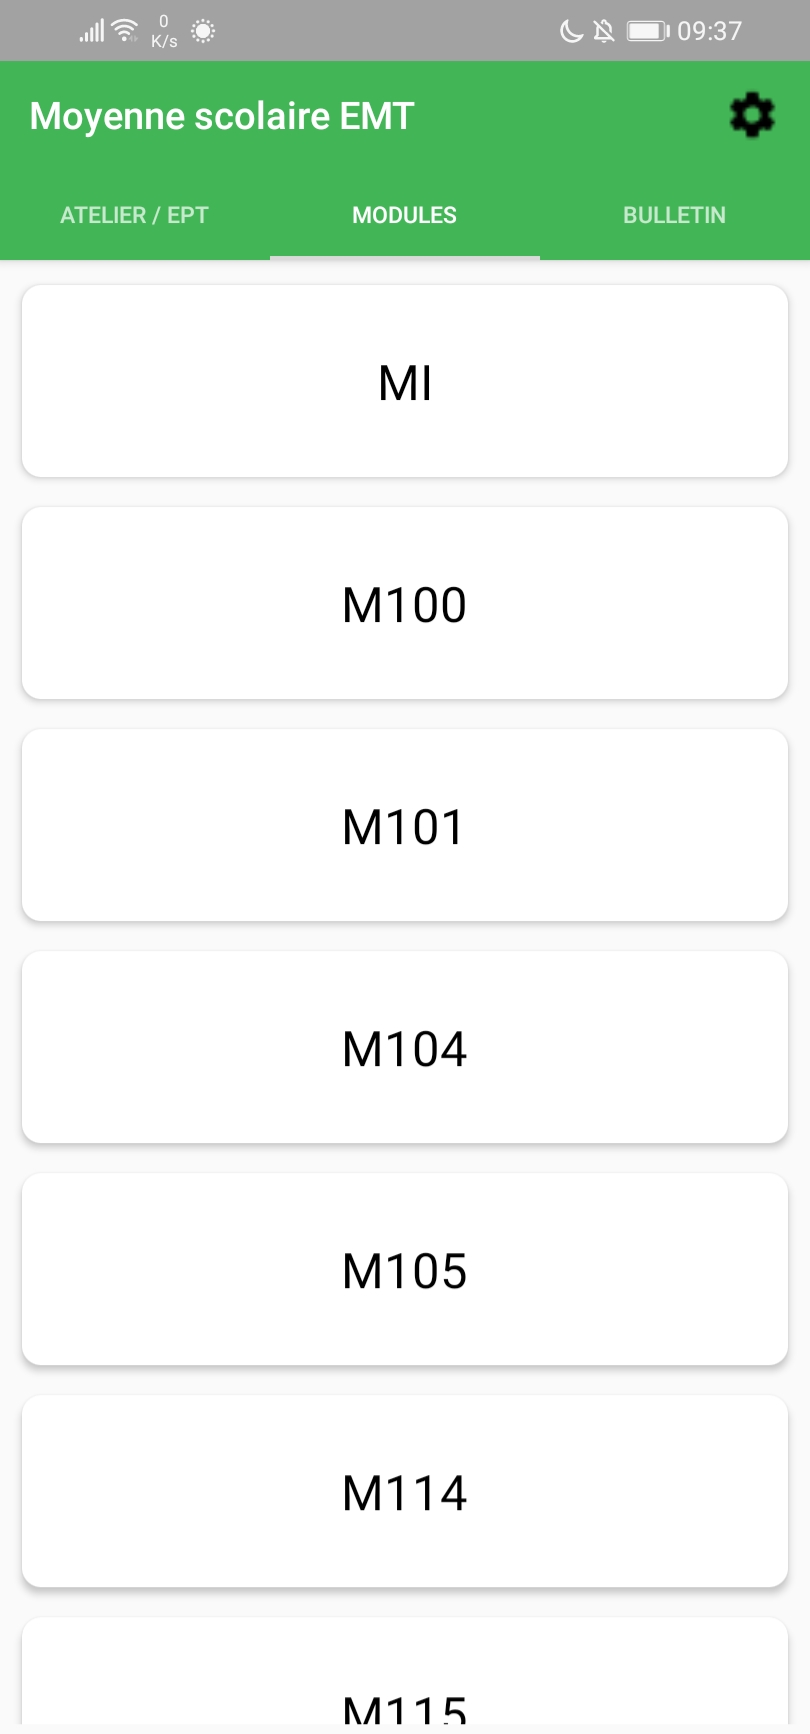 0
K/s
09:37
Moyenne scolaire EMT
ATELIER / EPT MODULES BULLETIN
MI
M100
M101
M104
M105
M114
M115